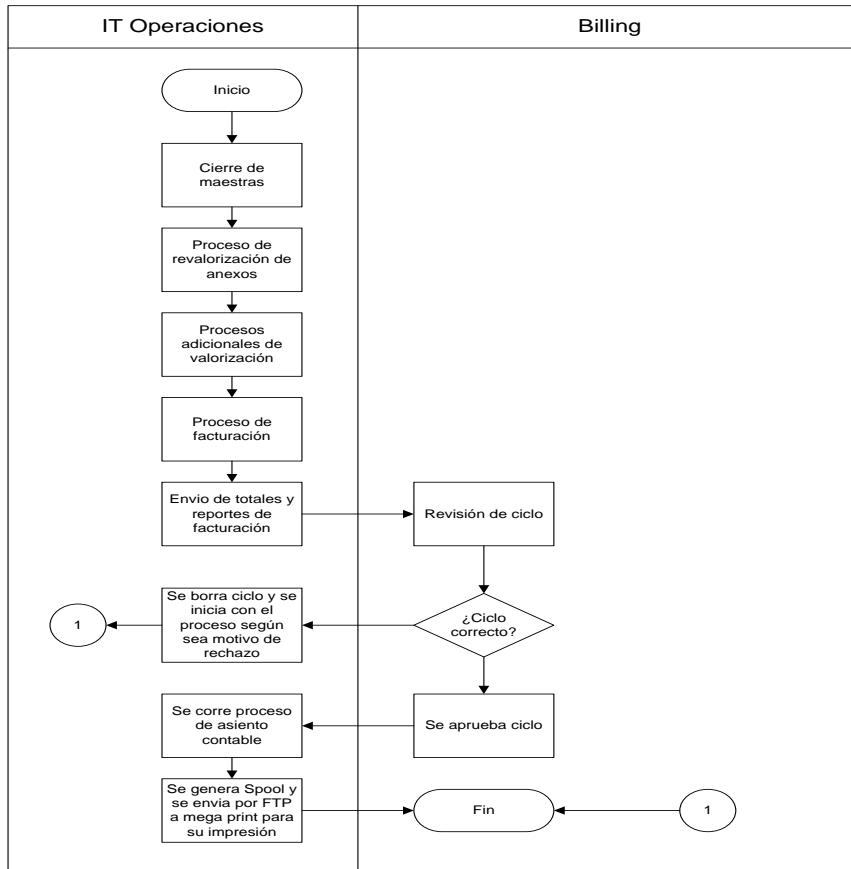 IT Operaciones
Billing
Inicio
Cierre de
maestras
Proceso de
revalorización de
anexos
Procesos
adicionales de
valorización
Proceso de
facturación
Envio de totales y
reportes de
facturación
Revisión de ciclo
¿Ciclo
correcto?
Se borra ciclo y se
inicia con el
proceso según
sea motivo de
rechazo
1
Se aprueba ciclo
Se corre proceso
de asiento
contable
Se genera Spool y
se envia por FTP
a mega print para
su impresión
Fin
1